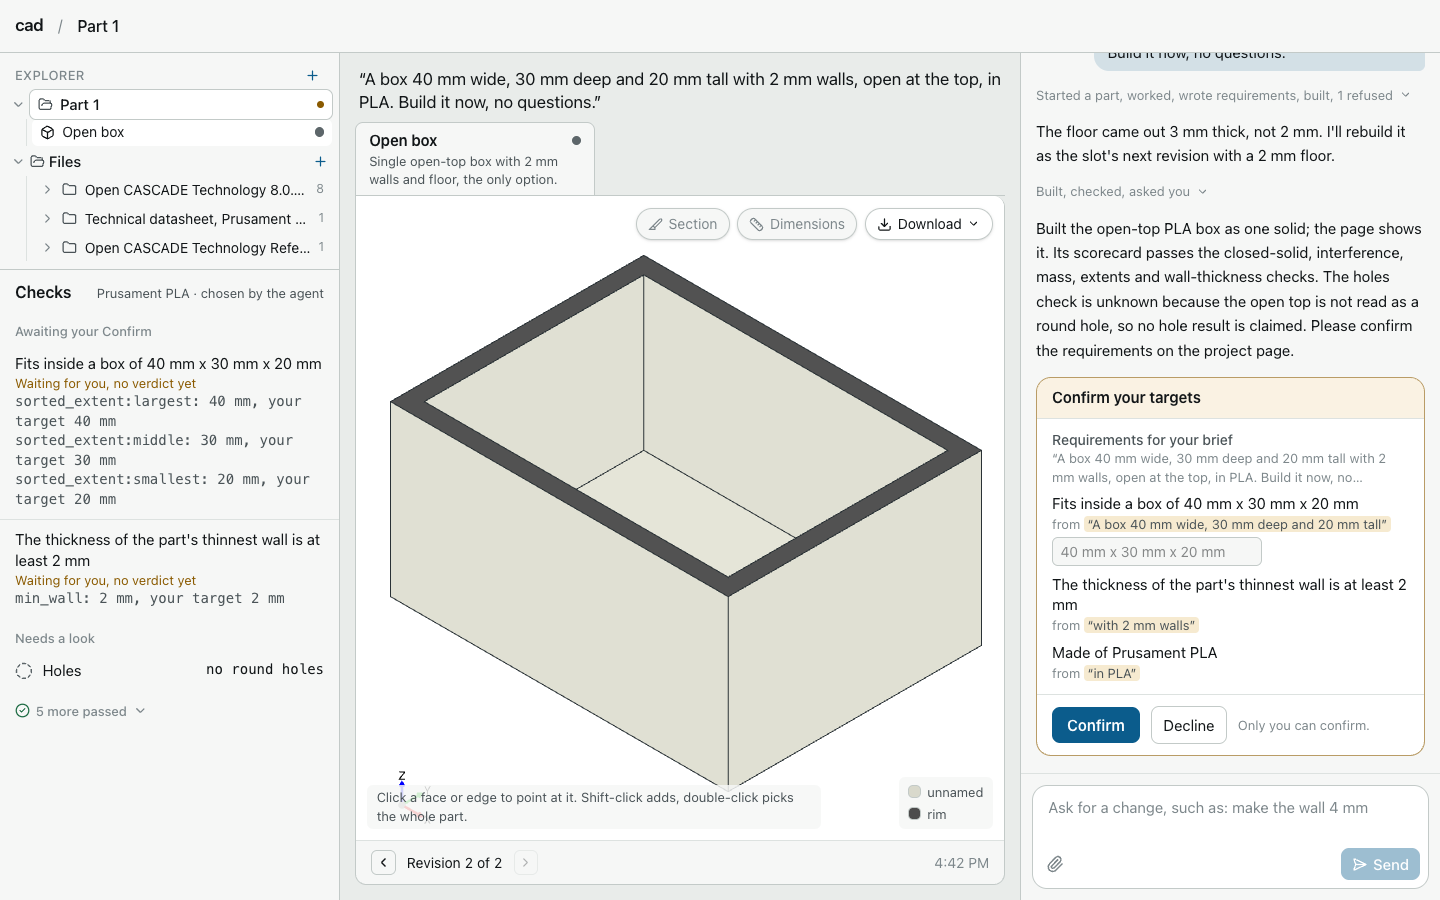 cad / Part 1
EXPLORER
Part 1
Open box
Files
Open CASCADE Technology 8.0.... 8
Technical datasheet, Prusament ... 1
Open CASCADE Technology Refe... 1
Checks
Prusament PLA · chosen by the agent
Awaiting your Confirm
Fits inside a box of 40 mm x 30 mm x 20 mm
Waiting for you, no verdict yet
sorted_extent:largest: 40 mm, your
target 40 mm
sorted_extent:middle: 30 mm, your
target 30 mm
sorted_extent:smallest: 20 mm, your
target 20 mm
The thickness of the part's thinnest wall is at
least 2 mm
Waiting for you, no verdict yet
min_wall: 2 mm, your target 2 mm
Needs a look
Holes no round holes
5 more passed
“A box 40 mm wide, 30 mm deep and 20 mm tall with 2 mm walls, open at the top, in
PLA. Build it now, no questions.”
Open box
Single open-top box with 2 mm
walls and floor, the only option.
Section
Dimensions
Download
Z
Y
Click a face or edge to point at it. Shift-click adds, double-click picks
the whole part.
unnamed
rim
Revision 2 of 2
4:42 PM
Build it now, no questions.
Started a part, worked, wrote requirements, built, 1 refused
The floor came out 3 mm thick, not 2 mm. I'll rebuild it
as the slot's next revision with a 2 mm floor.
Built, checked, asked you
Built the open-top PLA box as one solid; the page shows
it. Its scorecard passes the closed-solid, interference,
mass, extents and wall-thickness checks. The holes
check is unknown because the open top is not read as a
round hole, so no hole result is claimed. Please confirm
the requirements on the project page.
Confirm your targets
Requirements for your brief
“A box 40 mm wide, 30 mm deep and 20 mm tall with 2
mm walls, open at the top, in PLA. Build it now, no...
Fits inside a box of 40 mm x 30 mm x 20 mm
from “A box 40 mm wide, 30 mm deep and 20 mm tall”
40 mm x 30 mm x 20 mm
The thickness of the part's thinnest wall is at least 2
mm
from “with 2 mm walls”
Made of Prusament PLA
from “in PLA”
Confirm
Decline
Only you can confirm.
Ask for a change, such as: make the wall 4 mm
Send